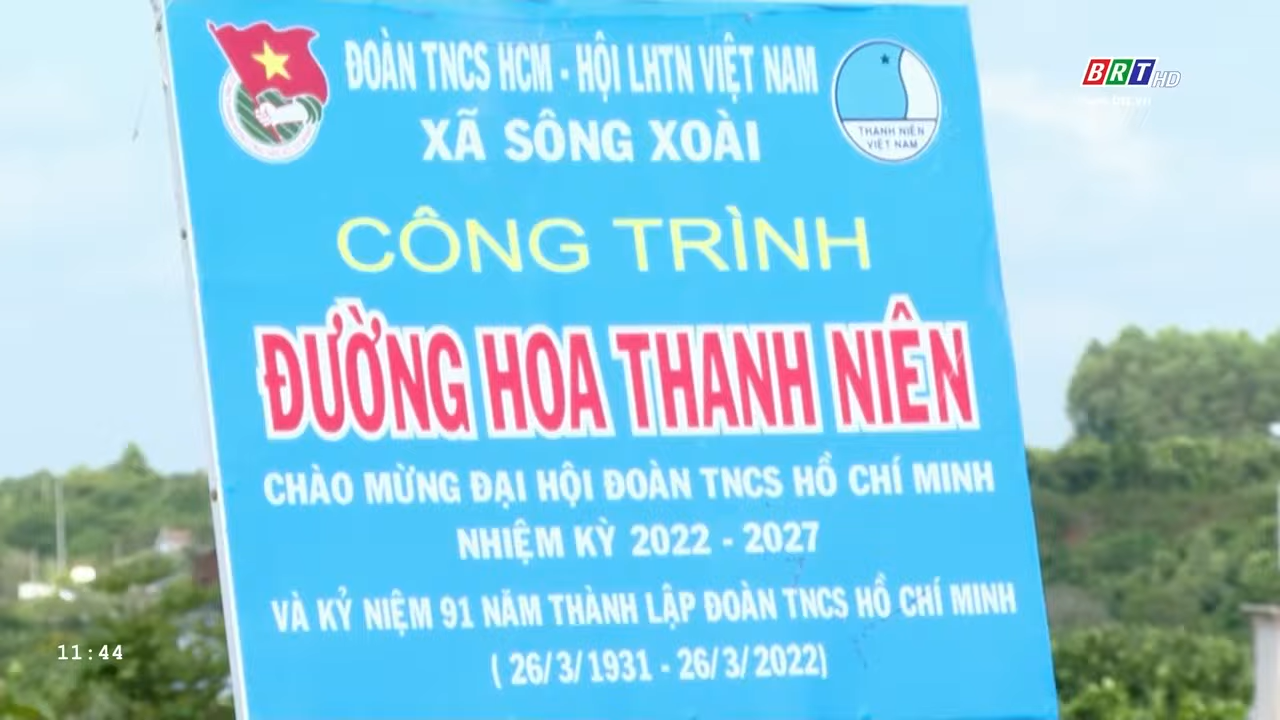 ĐOÀN TNCS HCM - HỘI LHTN VIỆT NAM
XÃ SÔNG XOÀI
THANH NIÊN
VIỆT NAM
CÔNG TRÌNH
ĐƯỜNG HOA THANH NIÊN
CHÀO MỪNG ĐẠI HỘI ĐOÀN TNCS HỒ CHÍ MINH
NHIỆM KỲ 2022 - 2027
VÀ KỶ NIỆM 91 NĂM THÀNH LẬP ĐOÀN TNCS HỒ CHÍ MINH
( 26/3/1931 - 26/3/2022)
BRT HD
11:44